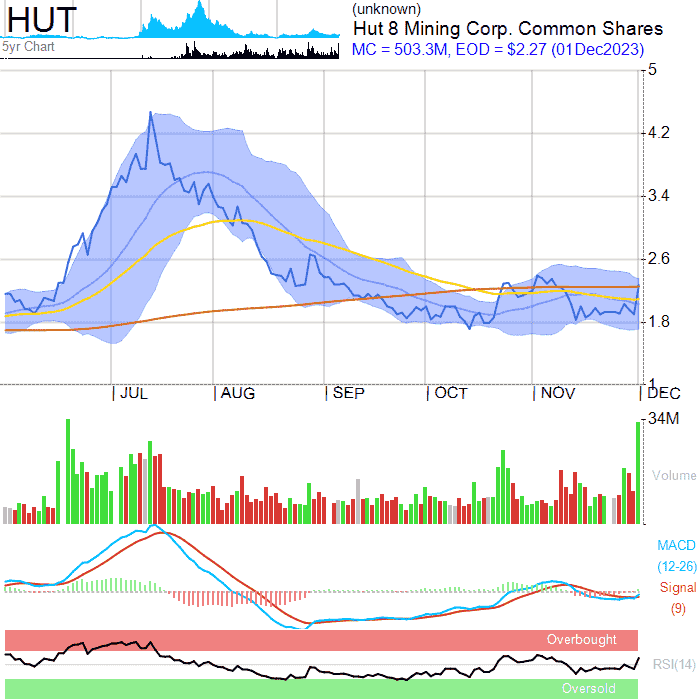 HUT
5yr Chart
(unknown)
Hut 8 Mining Corp. Common Shares
MC = 503.3M, EOD = $2.27 (01Dec2023)
5
4.2
3.4
2.6
1.8
1
JUL AUG SEP OCT NOV DEC
34M
Volume
MACD
(12-26)
Signal
(9)
Overbought
RSI(14)
Oversold